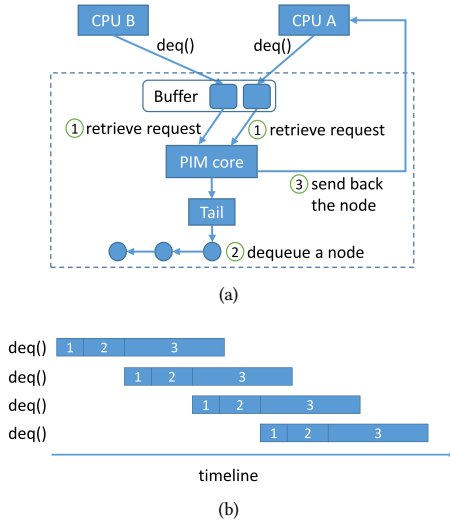 CPU B
CPU A
deq()
deq()
Buffer
1 retrieve request
1 retrieve request
PIM core
3 send back
the node
Tail
2 dequeue a node
(a)
deq() 1 2 3
deq() 1 2 3
deq() 1 2 3
deq() 1 2 3
timeline
(b)